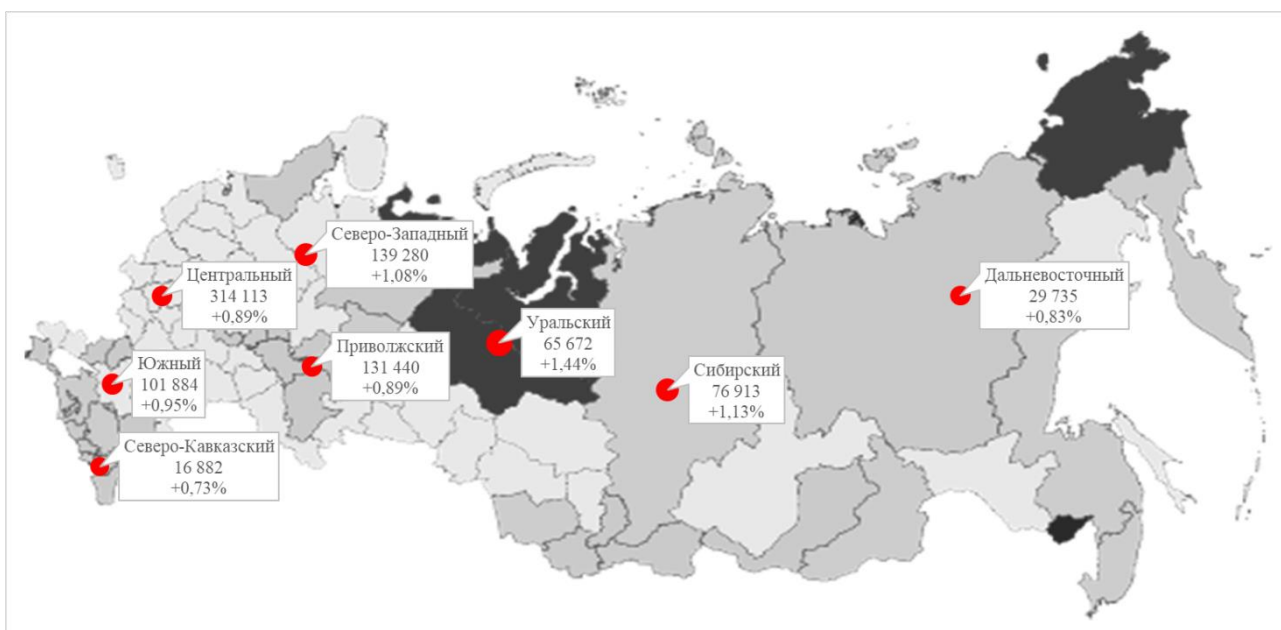 Северо-Западный
139 280
+1,08%
Центральный
314 113
+0,89%
Дальневосточный
29 735
+0,83%
Уральский
65 672
+1,44%
Приволжский
131 440
+0,89%
Южный
101 884
+0,95%
Сибирский
76 913
+1,13%
Северо-Кавказский
16 882
+0,73%